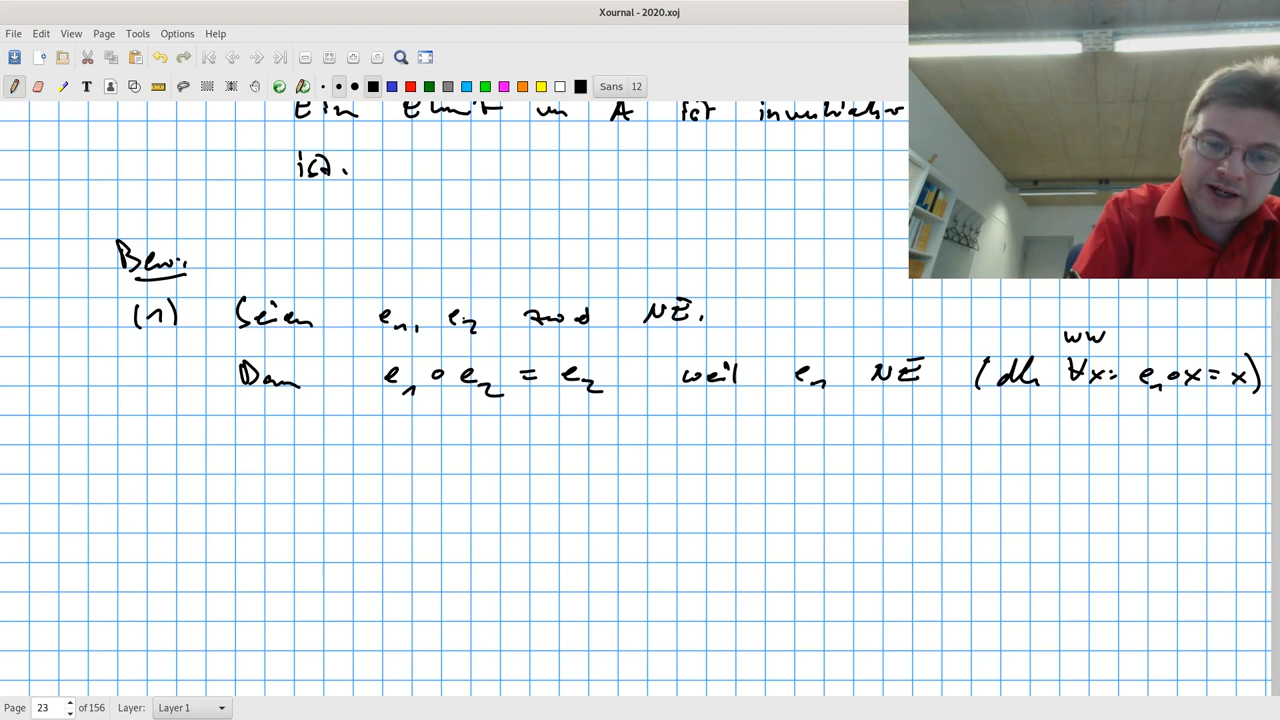 Xournal - 2020.xoj
File Edit View Page Tools Options Help
Sans 12
Ein Elmt in A ist
ist.
Bew.:
(1) Seien e₁, e₂ zwei NE.
ww
Dann e₁ ∘ e₂ = e₂ weil e₁ NE (dh ∀x: e₁∘x = x)
Page 23 of 156 Layer: Layer 1